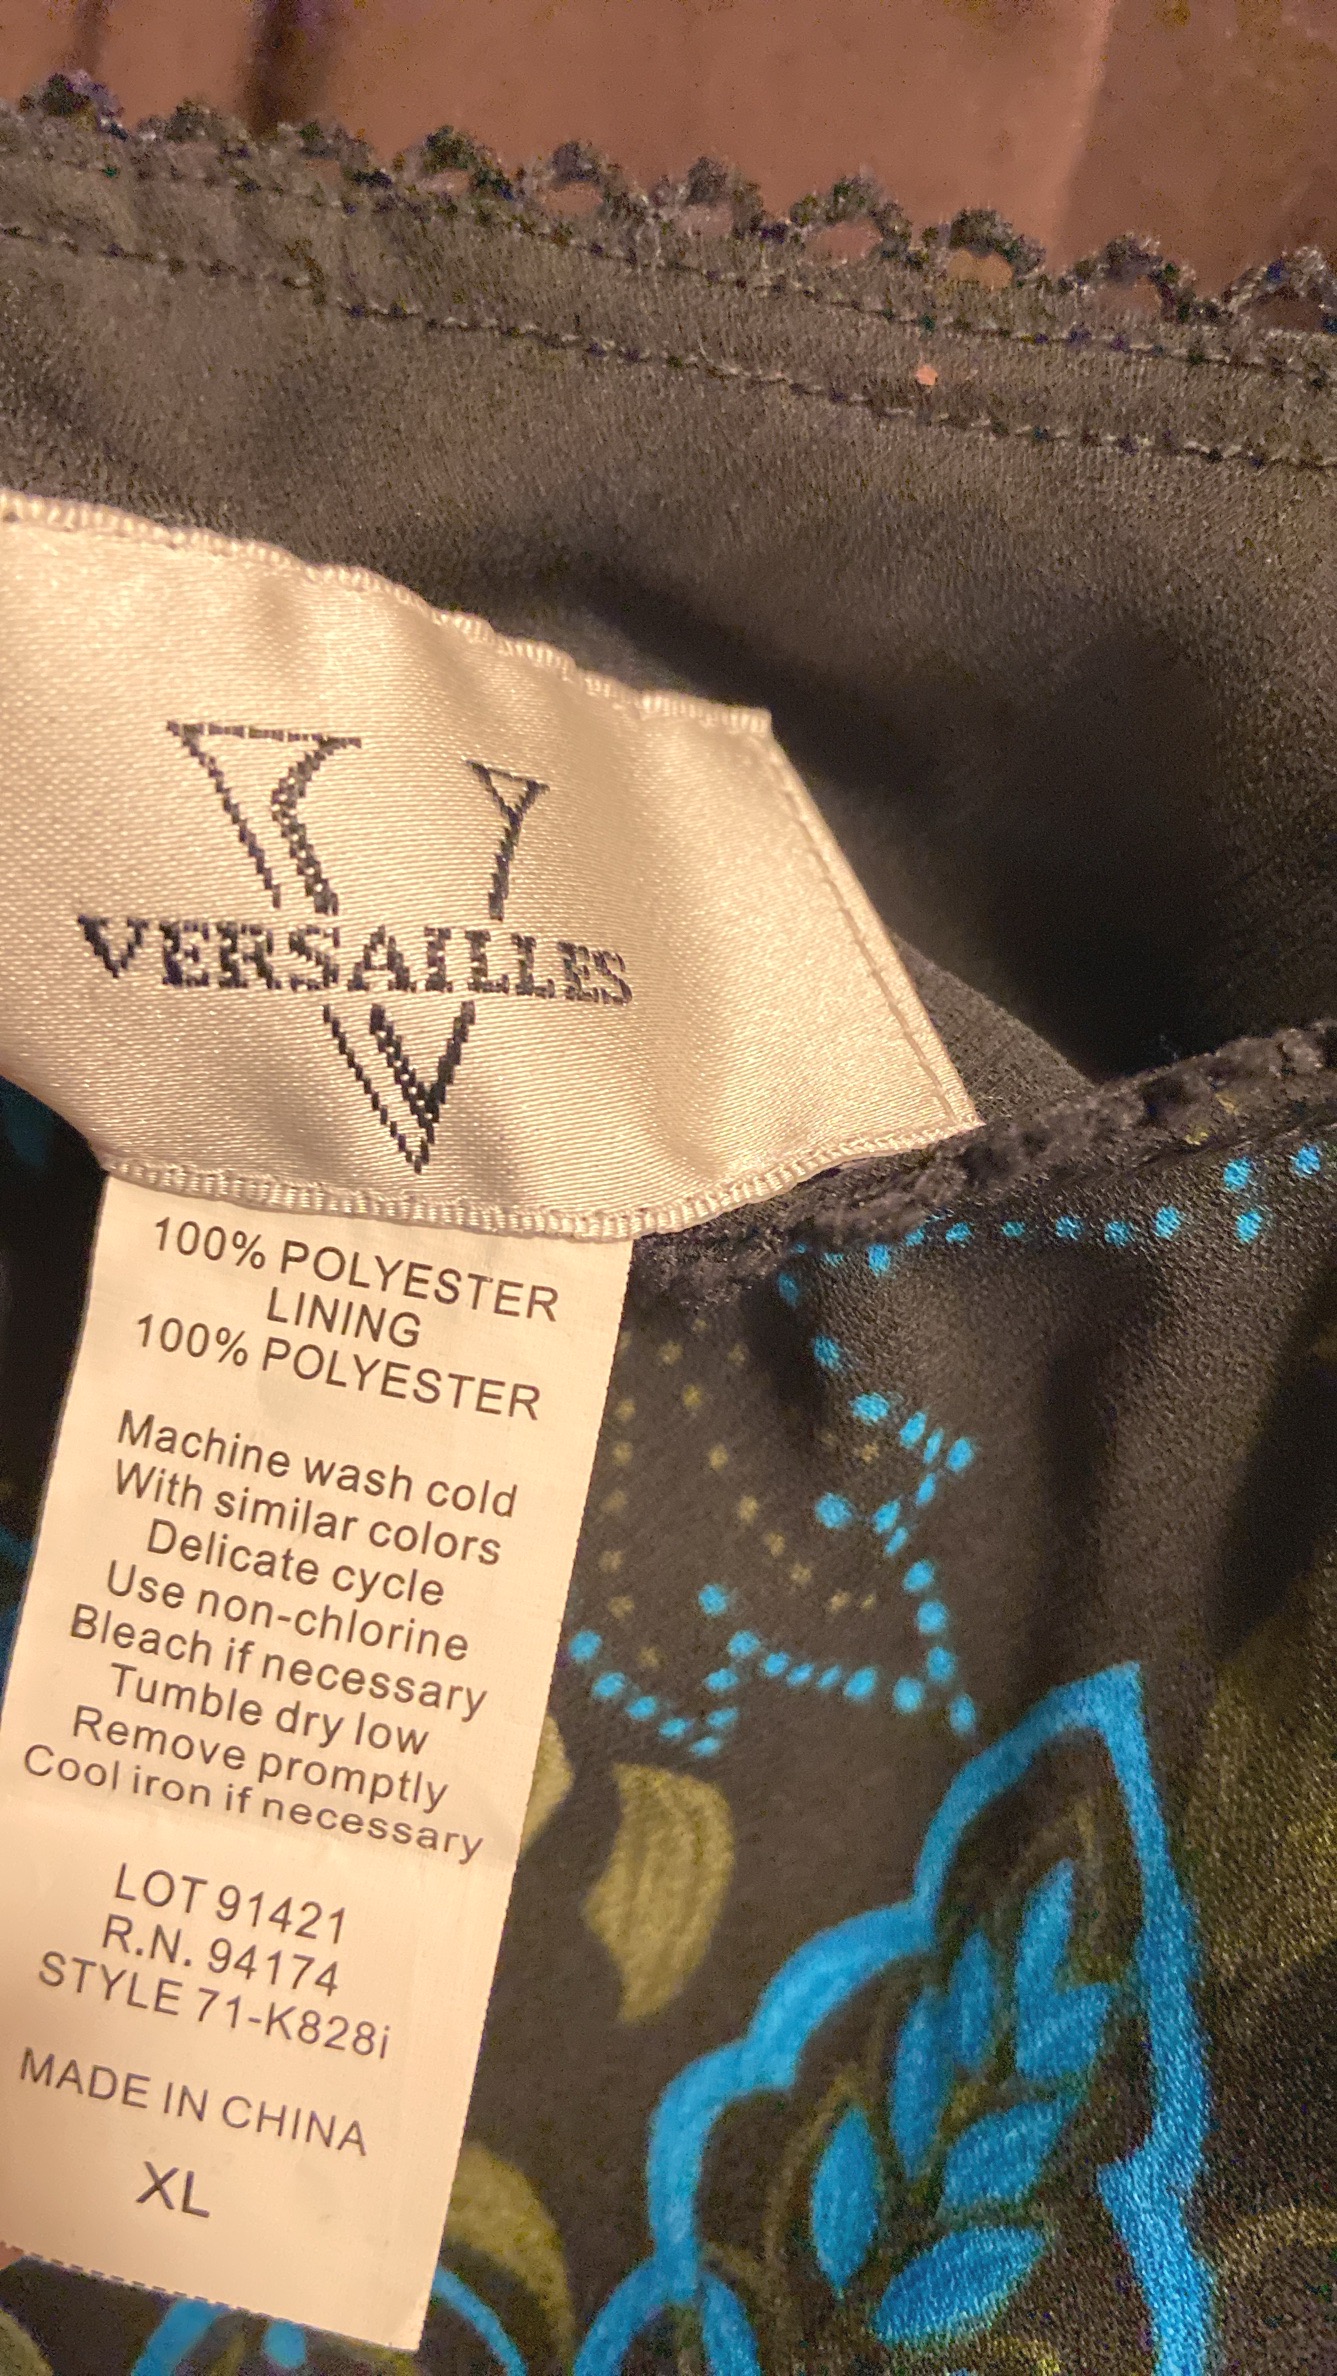 VERSAILLES
100% POLYESTER
LINING
100% POLYESTER
Machine wash cold
With similar colors
Delicate cycle
Use non-chlorine
Bleach if necessary
Tumble dry low
Remove promptly
Cool iron if necessary
LOT 91421
R.N. 94174
STYLE 71-K828i
MADE IN CHINA
XL